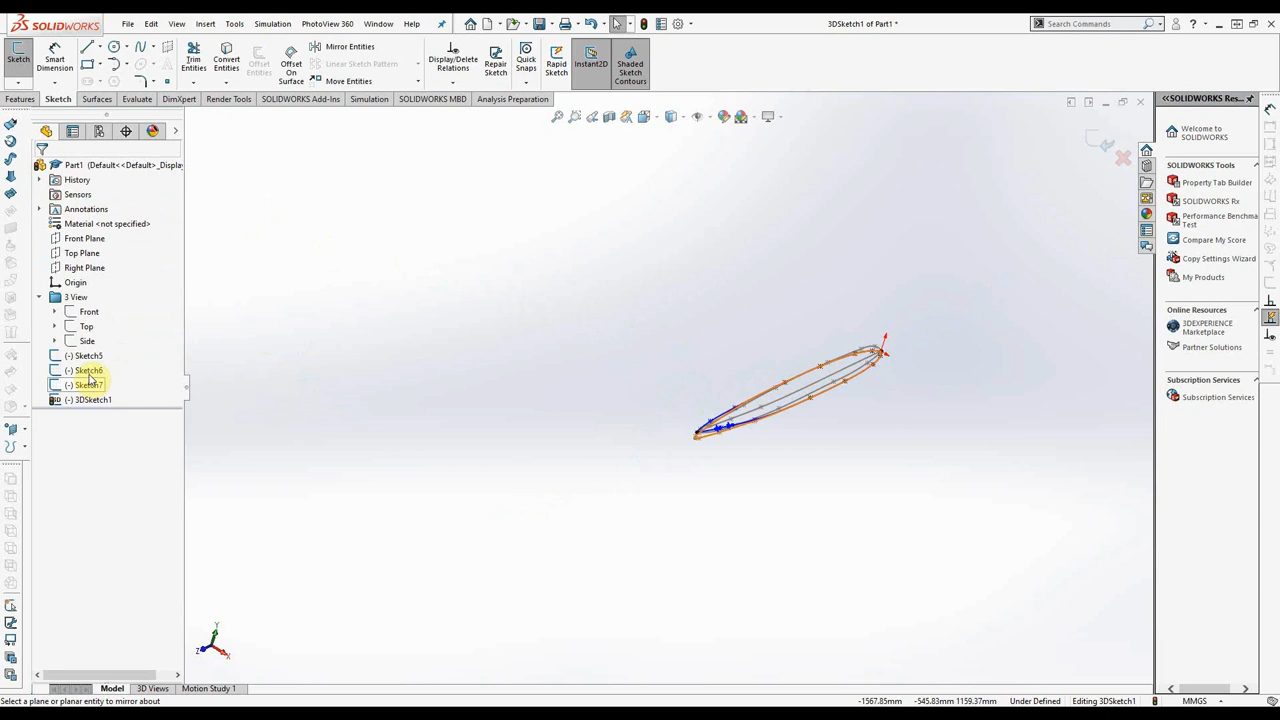 SOLIDWORKS
File Edit View Insert Tools Simulation PhotoView 360 Window Help
3DSketch1 of Part1 *
Search Commands
Sketch
Smart Dimension
Trim Entities
Convert Entities
Offset Entities
Offset On Surface
Mirror Entities
Linear Sketch Pattern
Move Entities
Display/Delete Relations
Repair Sketch
Quick Snaps
Rapid Sketch
Instant2D
Shaded Sketch Contours
Features Sketch Surfaces Evaluate DimXpert Render Tools SOLIDWORKS Add-Ins Simulation SOLIDWORKS MBD Analysis Preparation
Part1 (Default<<Default>_Display
History
Sensors
Annotations
Material <not specified>
Front Plane
Top Plane
Right Plane
Origin
3 View
Front
Top
Side
(-) Sketch5
(-) Sketch6
(-) Sketch7
(-) 3DSketch1
SOLIDWORKS Res...
Welcome to SOLIDWORKS
SOLIDWORKS Tools
Property Tab Builder
SOLIDWORKS Rx
Performance Benchma
Test
Compare My Score
Copy Settings Wizard
My Products
Online Resources
3DEXPERIENCE Marketplace
Partner Solutions
Subscription Services
Subscription Services
Y
Z
X
Model 3D Views Motion Study 1
Select a plane or planar entity to mirror about
-1567.85mm -545.83mm 1159.37mm Under Defined Editing 3DSketch1 MMGS